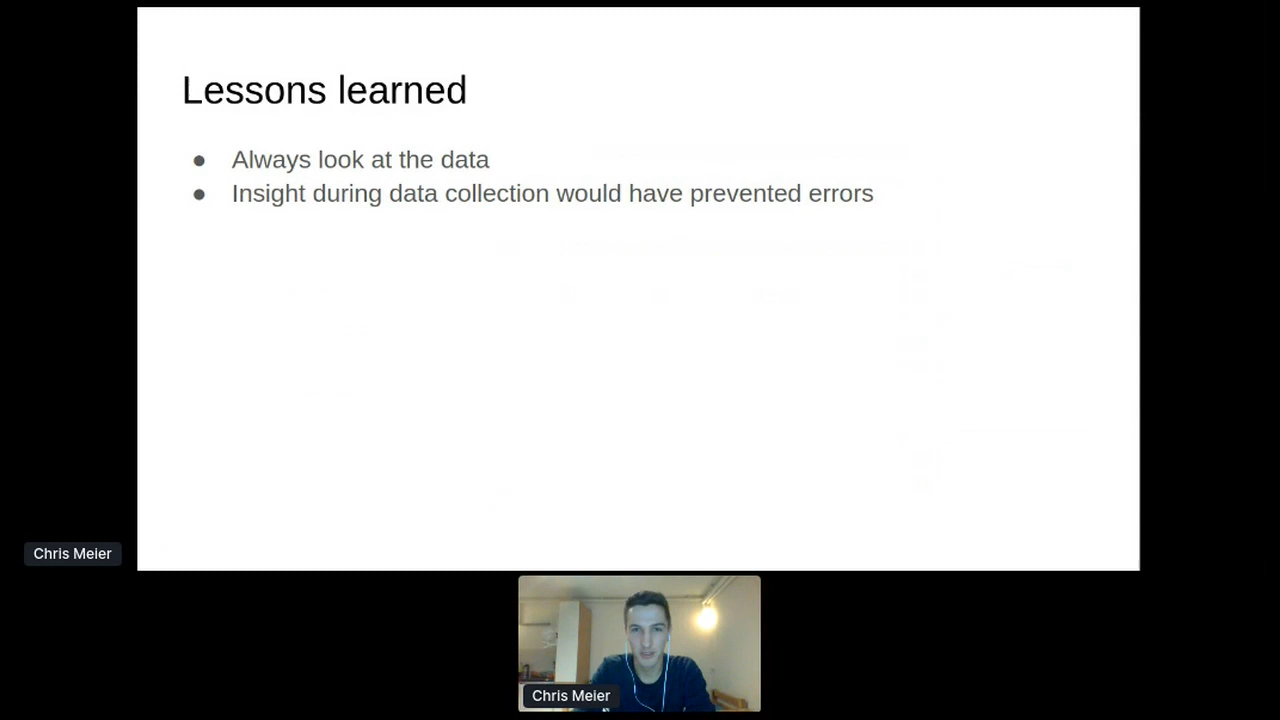 Lessons learned
● Always look at the data
● Insight during data collection would have prevented errors
Chris Meier
Chris Meier